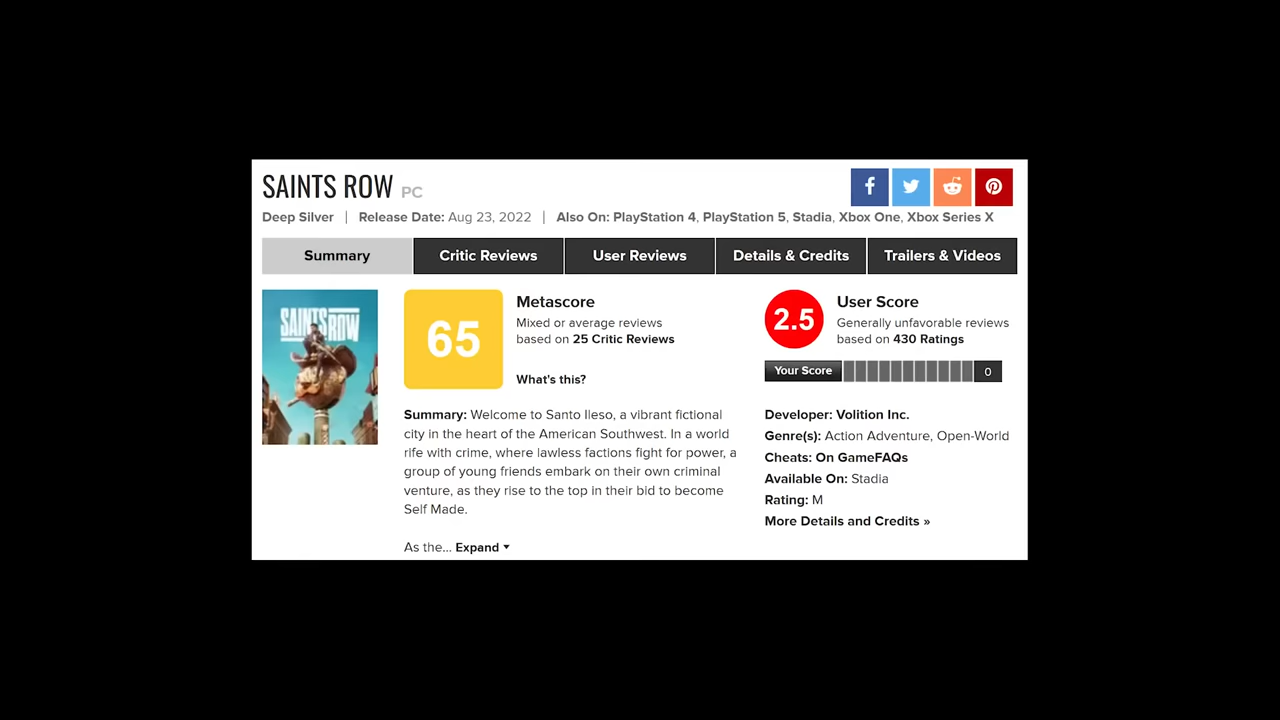 SAINTS ROW PC
Deep Silver | Release Date: Aug 23, 2022 | Also On: PlayStation 4, PlayStation 5, Stadia, Xbox One, Xbox Series X
Summary
Critic Reviews
User Reviews
Details & Credits
Trailers & Videos
SAINTS ROW
65
Metascore
Mixed or average reviews
based on 25 Critic Reviews
What's this?
Summary: Welcome to Santo Ileso, a vibrant fictional
city in the heart of the American Southwest. In a world
rife with crime, where lawless factions fight for power, a
group of young friends embark on their own criminal
venture, as they rise to the top in their bid to become
Self Made.
As the... Expand
2.5
User Score
Generally unfavorable reviews
based on 430 Ratings
Your Score
0
Developer: Volition Inc.
Genre(s): Action Adventure, Open-World
Cheats: On GameFAQs
Available On: Stadia
Rating: M
More Details and Credits »